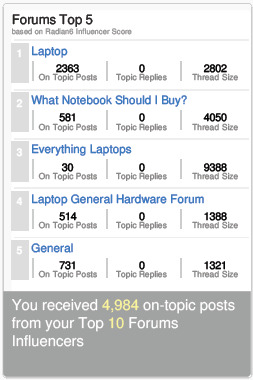 Forums Top 5
based on Radian6 Influencer Score
1 Laptop
2363 0 2802
On Topic Posts Topic Replies Thread Size
2 What Notebook Should I Buy?
581 0 4050
On Topic Posts Topic Replies Thread Size
3 Everything Laptops
30 0 9388
On Topic Posts Topic Replies Thread Size
4 Laptop General Hardware Forum
514 0 1388
On Topic Posts Topic Replies Thread Size
5 General
731 0 1321
On Topic Posts Topic Replies Thread Size
You received 4,984 on-topic posts
from your Top 10 Forums
Influencers